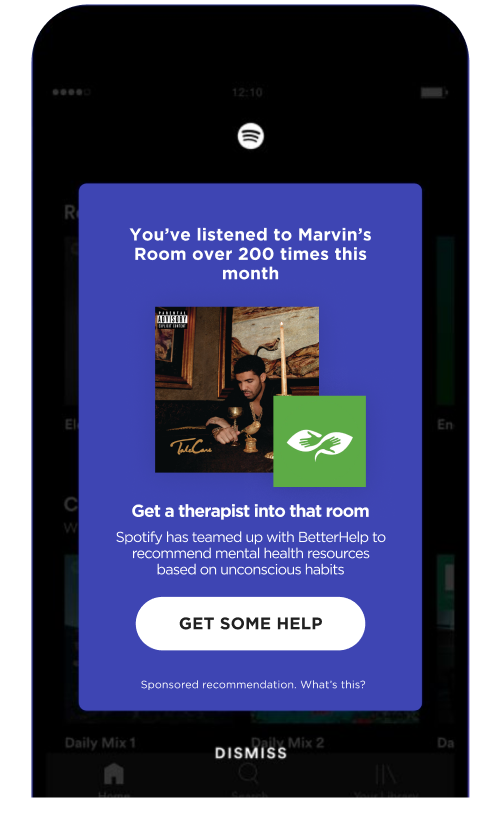 12:10
You've listened to Marvin's
Room over 200 times this
month
PARENTAL
ADVISORY
EXPLICIT CONTENT
TakeCare
Get a therapist into that room
Spotify has teamed up with BetterHelp to
recommend mental health resources
based on unconscious habits
GET SOME HELP
Sponsored recommendation. What's this?
Daily Mix 1
Daily Mix 2
Da
DISMISS
Home
Search
Your Library